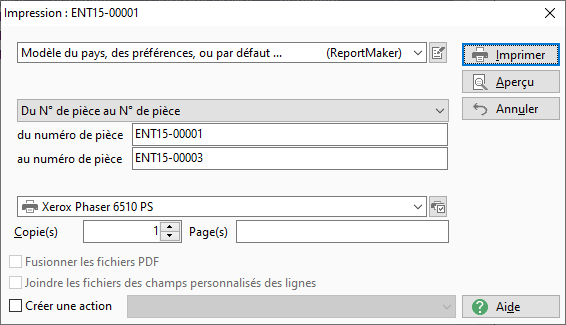 Impression : ENT15-00001
Modèle du pays, des préférences, ou par défaut ... (ReportMaker)
Imprimer
Aperçu
Annuler
Du N° de pièce au N° de pièce
du numéro de pièce ENT15-00001
au numéro de pièce ENT15-00003
Xerox Phaser 6510 PS
Copie(s) 1 Page(s)
Fusionner les fichiers PDF
Joindre les fichiers des champs personnalisés des lignes
Créer une action
Aide